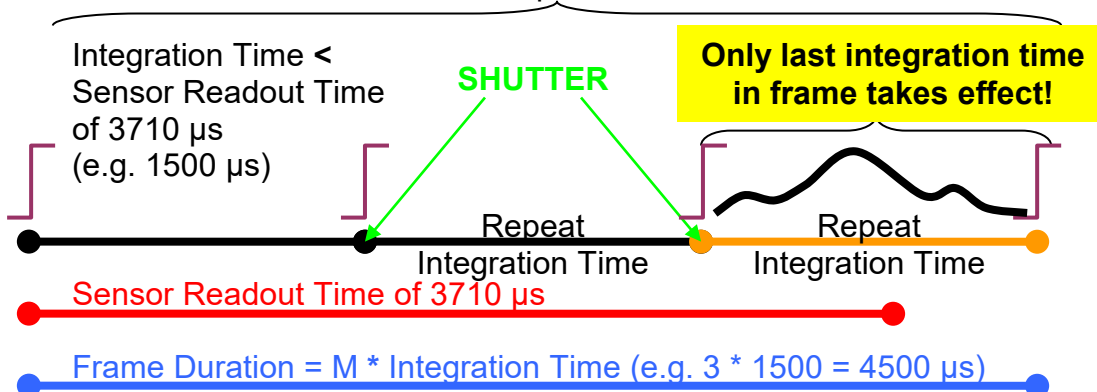 Integration Time <
Sensor Readout Time
of 3710 µs
(e.g. 1500 µs)
SHUTTER
Only last integration time
in frame takes effect!
Repeat
Integration Time
Repeat
Integration Time
Sensor Readout Time of 3710 µs
Frame Duration = M * Integration Time (e.g. 3 * 1500 = 4500 µs)